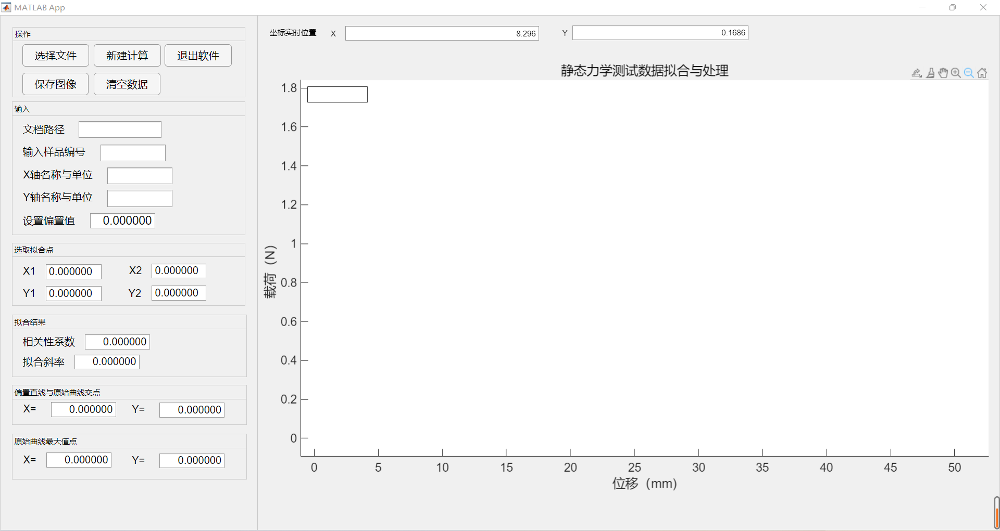 MATLAB App
操作
选择文件 新建计算 退出软件
保存图像 清空数据
输入
文档路径
输入样品编号
X轴名称与单位
Y轴名称与单位
设置偏置值 0.000000
选取拟合点
X1 0.000000 X2 0.000000
Y1 0.000000 Y2 0.000000
拟合结果
相关性系数 0.000000
拟合斜率 0.000000
偏置直线与原始曲线交点
X= 0.000000 Y= 0.000000
原始曲线最大值点
X= 0.000000 Y= 0.000000
坐标实时位置 X 8.296 Y 0.1686
静态力学测试数据拟合与处理
1.8
1.6
1.4
1.2
1
0.8
0.6
0.4
0.2
0
载荷（N）
0 5 10 15 20 25 30 35 40 45 50
位移（mm）